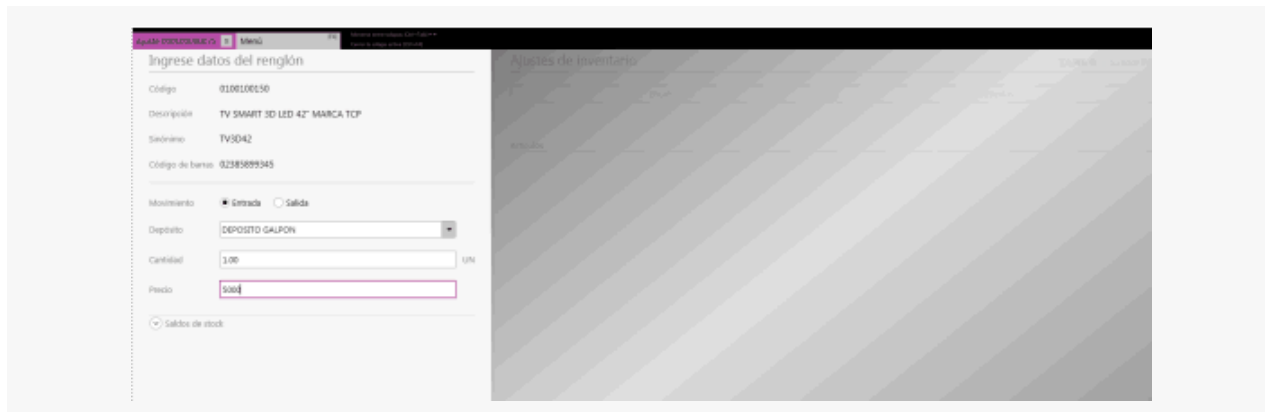 Menú
Ingrese datos del renglón
Ajustes de inventario
Código 0100100150
Descripción TV SMART 3D LED 42" MARCA TCP
Sinónimo TV3D42
Código de barras 02385899345
Movimiento Entrada Salida
Depósito DEPOSITO GALPON
Cantidad 1.00 UN
Precio 5000
Saldos de stock